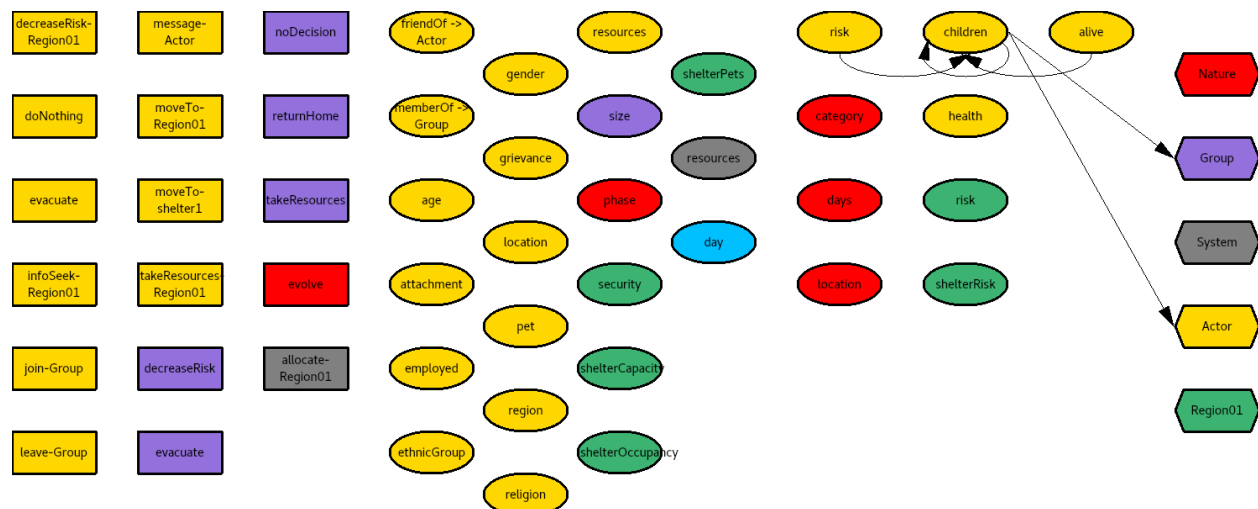 decreaseRisk-
Region01
message-
Actor
noDecision
friendOf ->
Actor
resources
risk
children
alive
gender
shelterPets
Nature
doNothing
moveTo-
Region01
returnHome
memberOf ->
Group
size
category
health
grievance
resources
Group
evacuate
moveTo-
shelter1
takeResources
age
phase
days
risk
location
day
System
infoSeek-
Region01
takeResources-
Region01
evolve
attachment
security
location
shelterRisk
pet
Actor
join-Group
decreaseRisk
allocate-
Region01
employed
shelterCapacity
region
Region01
leave-Group
evacuate
ethnicGroup
shelterOccupancy
religion